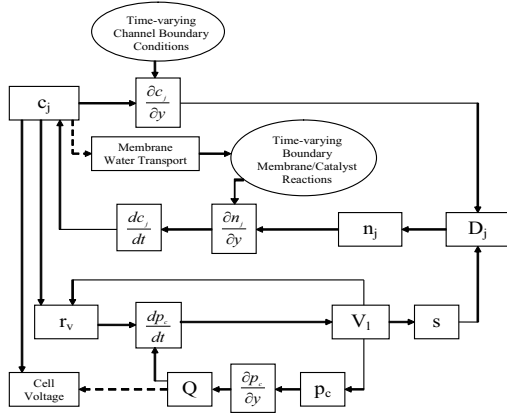 Time-varying
Channel Boundary
Conditions
c_j
∂c_j
∂y
Membrane
Water Transport
Time-varying
Boundary
Membrane/Catalyst
Reactions
dc_j
dt
∂n_j
∂y
n_j
D_j
r_v
dp_c
dt
V_l
s
Cell
Voltage
Q
∂p_c
∂y
p_c